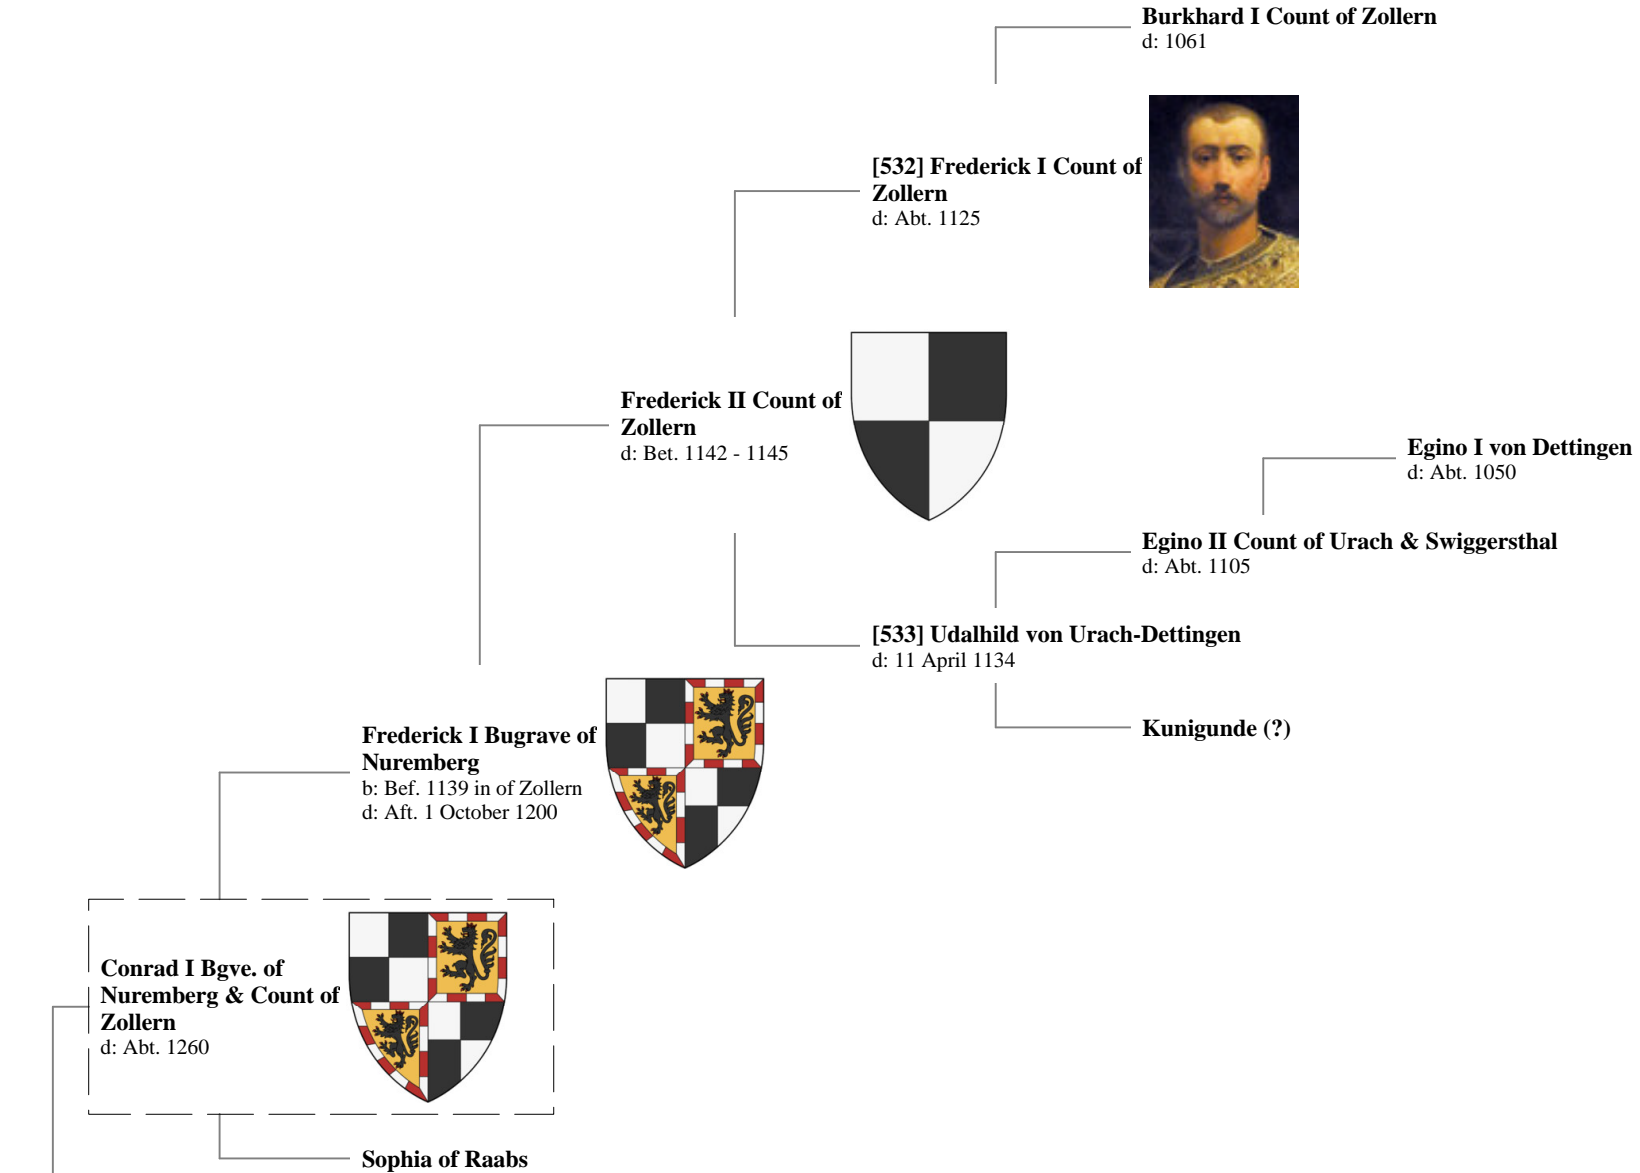 Burkhard I Count of Zollern
d: 1061
[532] Frederick I Count of
Zollern
d: Abt. 1125
Frederick II Count of
Zollern
d: Bet. 1142 - 1145
Egino I von Dettingen
d: Abt. 1050
Egino II Count of Urach & Swiggersthal
d: Abt. 1105
[533] Udalhild von Urach-Dettingen
d: 11 April 1134
Kunigunde (?)
Frederick I Bugrave of
Nuremberg
b: Bef. 1139 in of Zollern
d: Aft. 1 October 1200
Conrad I Bgve. of
Nuremberg & Count of
Zollern
d: Abt. 1260
Sophia of Raabs